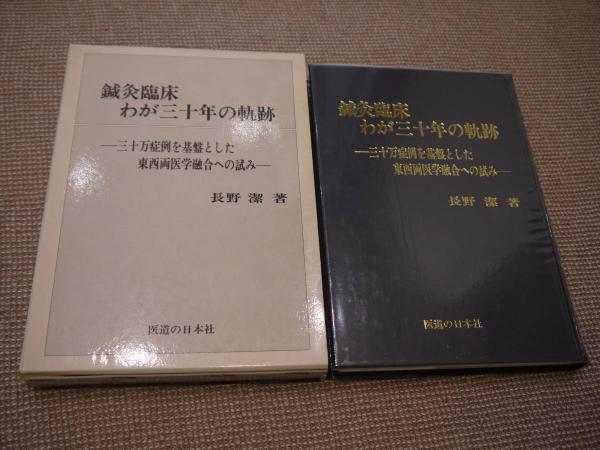 鍼灸臨床
わが三十年の軌跡
―三十万症例を基盤とした
東西両医学融合への試み―
長野 潔 著
医道の日本社
鍼灸臨床
わが三十年の軌跡
―三十万症例を基盤とした
東西両医学融合への試み―
長野 潔 著
医道の日本社